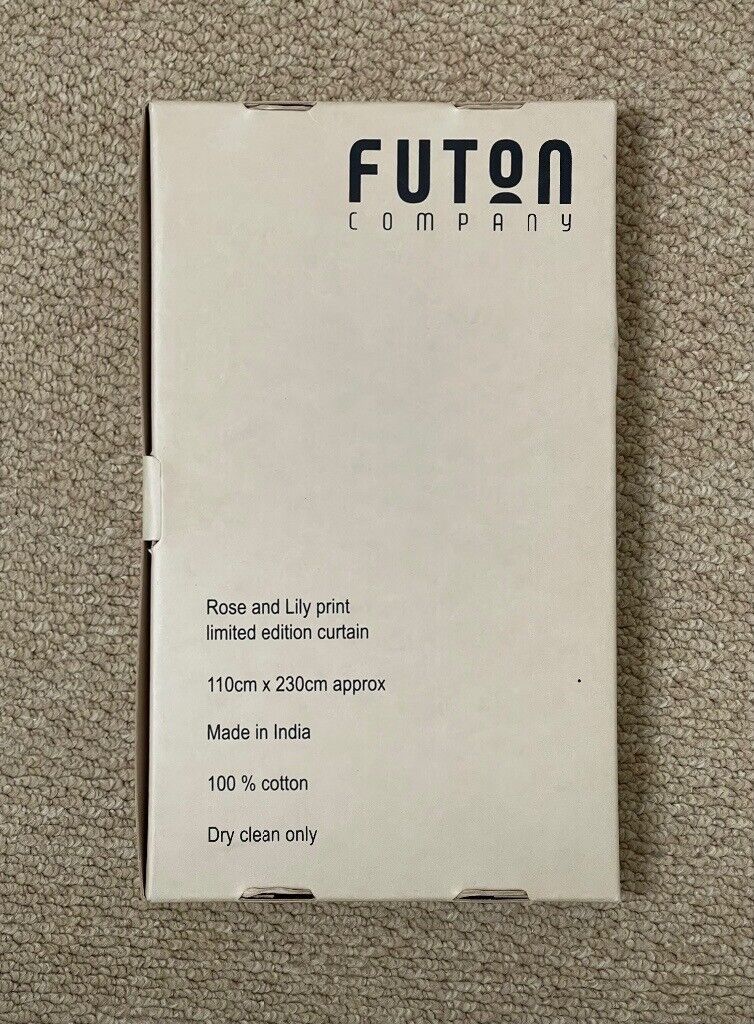 FUTON
COMPANY
Rose and Lily print
limited edition curtain
110cm x 230cm approx
Made in India
100 % cotton
Dry clean only